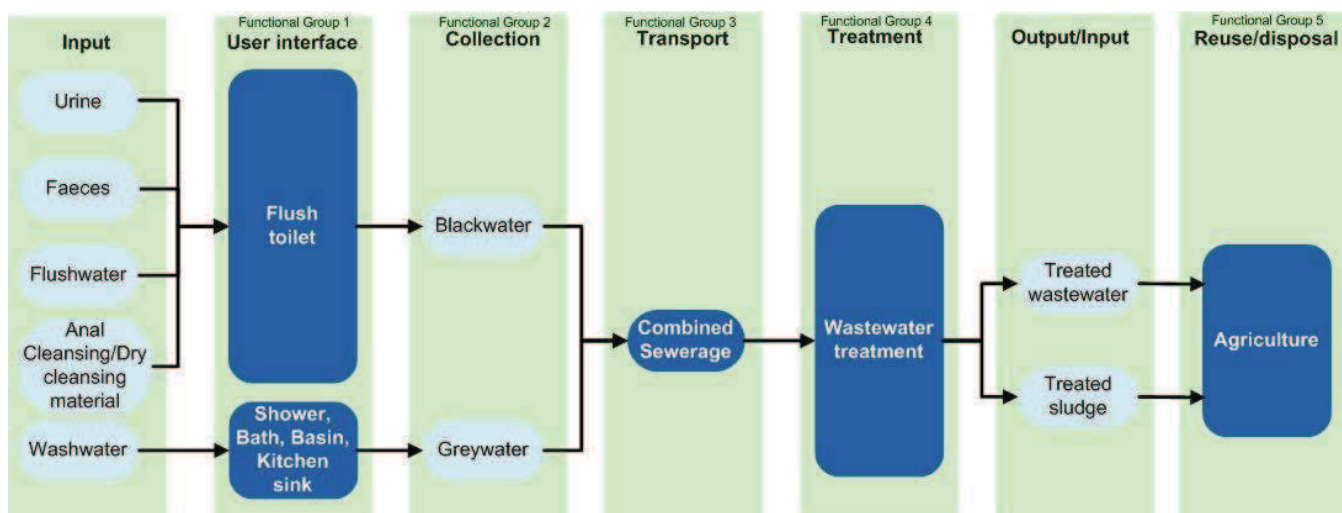 Input
Functional Group 1
User interface
Functional Group 2
Collection
Functional Group 3
Transport
Functional Group 4
Treatment
Output/Input
Functional Group 5
Reuse/disposal
Urine
Faeces
Flushwater
Anal
Cleansing/Dry
cleansing
material
Washwater
Flush
toilet
Shower,
Bath, Basin,
Kitchen
sink
Blackwater
Greywater
Combined
Sewerage
Wastewater
treatment
Treated
wastewater
Treated
sludge
Agriculture